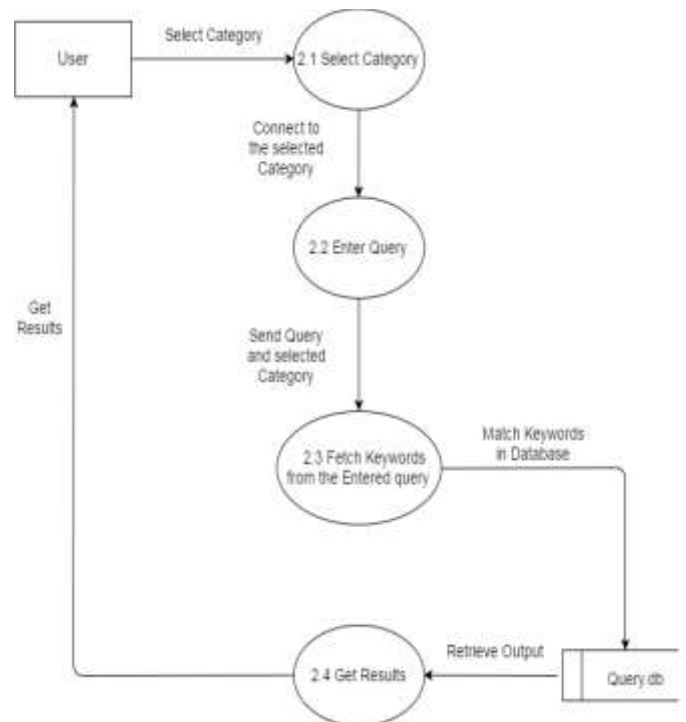 User
Select Category
2.1 Select Category
Connect to
the selected
Category
2.2 Enter Query
Get
Results
Send Query
and selected
Category
2.3 Fetch Keywords
from the Entered query
Match Keywords
in Database
2.4 Get Results
Retrieve Output
Query.db